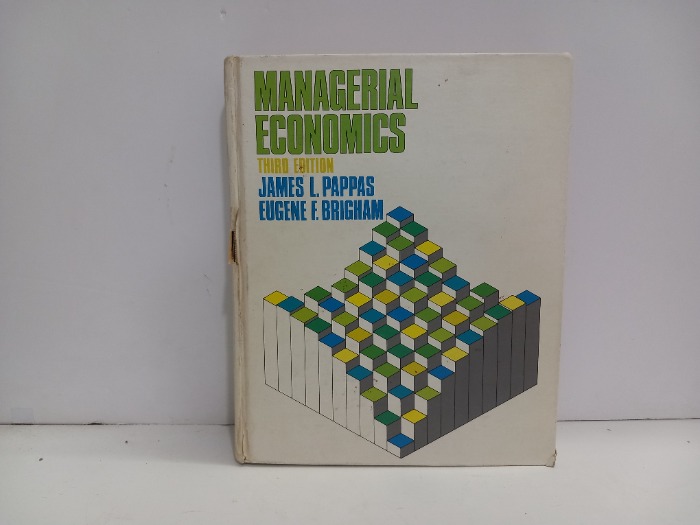 MANAGERIAL
ECONOMICS
THIRD EDITION
JAMES L. PAPPAS
EUGENE F. BRIGHAM